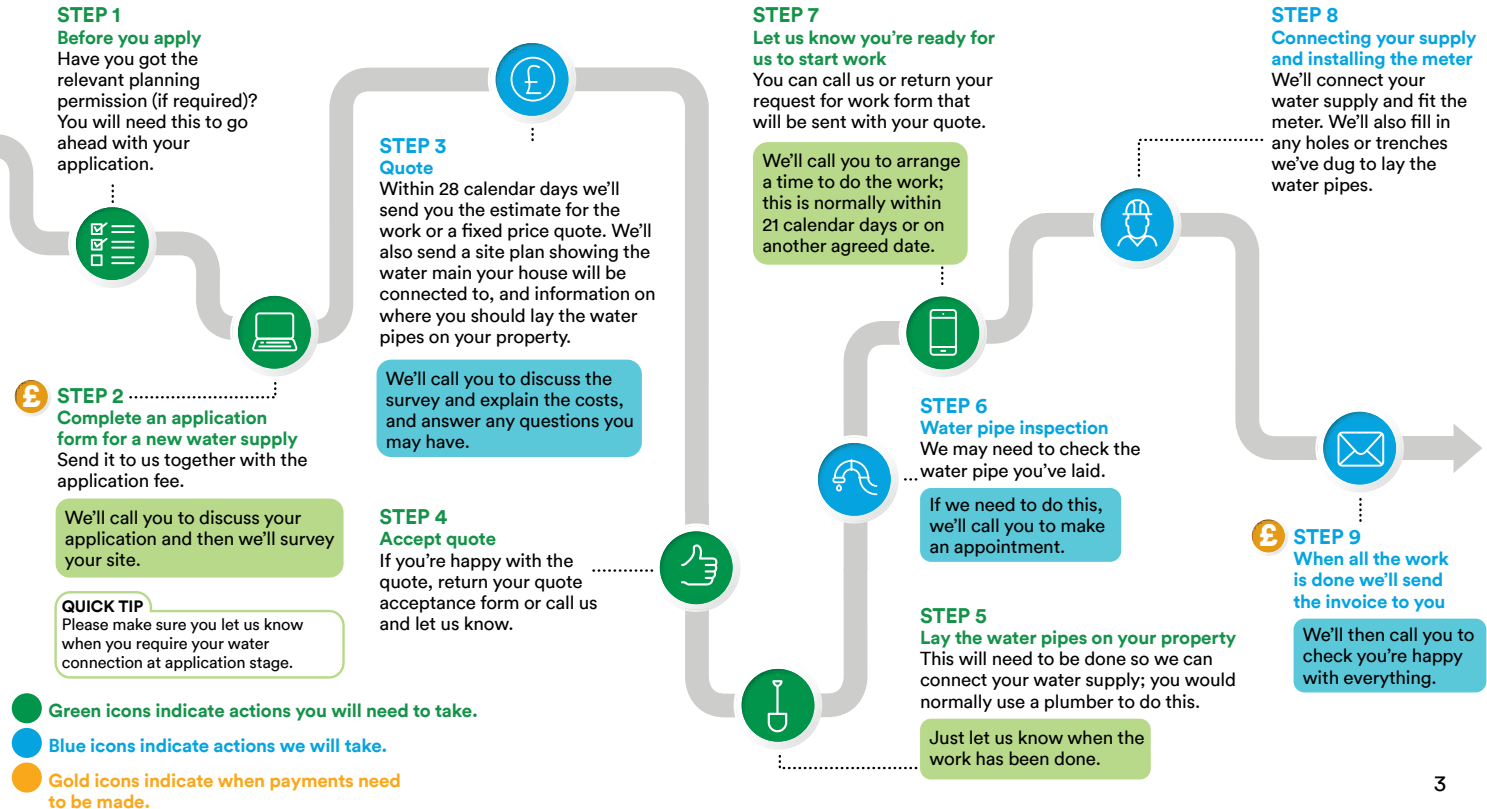 STEP 1
Before you apply
Have you got the
relevant planning
permission (if required)?
You will need this to go
ahead with your
application.
£
STEP 2
Complete an application
form for a new water supply
Send it to us together with the
application fee.
We'll call you to discuss your
application and then we'll survey
your site.
QUICK TIP
Please make sure you let us know
when you require your water
connection at application stage.
£
STEP 3
Quote
Within 28 calendar days we'll
send you the estimate for the
work or a fixed price quote. We'll
also send a site plan showing the
water main your house will be
connected to, and information on
where you should lay the water
pipes on your property.
We'll call you to discuss the
survey and explain the costs,
and answer any questions you
may have.
STEP 4
Accept quote
If you're happy with the
quote, return your quote
acceptance form or call us
and let us know.
STEP 5
Lay the water pipes on your property
This will need to be done so we can
connect your water supply; you would
normally use a plumber to do this.
Just let us know when the
work has been done.
STEP 6
Water pipe inspection
We may need to check the
water pipe you've laid.
If we need to do this,
we'll call you to make
an appointment.
STEP 7
Let us know you're ready for
us to start work
You can call us or return your
request for work form that
will be sent with your quote.
We'll call you to arrange
a time to do the work;
this is normally within
21 calendar days or on
another agreed date.
STEP 8
Connecting your supply
and installing the meter
We'll connect your
water supply and fit the
meter. We'll also fill in
any holes or trenches
we've dug to lay the
water pipes.
£
STEP 9
When all the work
is done we'll send
the invoice to you
We'll then call you to
check you're happy
with everything.
Green icons indicate actions you will need to take.
Blue icons indicate actions we will take.
Gold icons indicate when payments need
to be made.
3